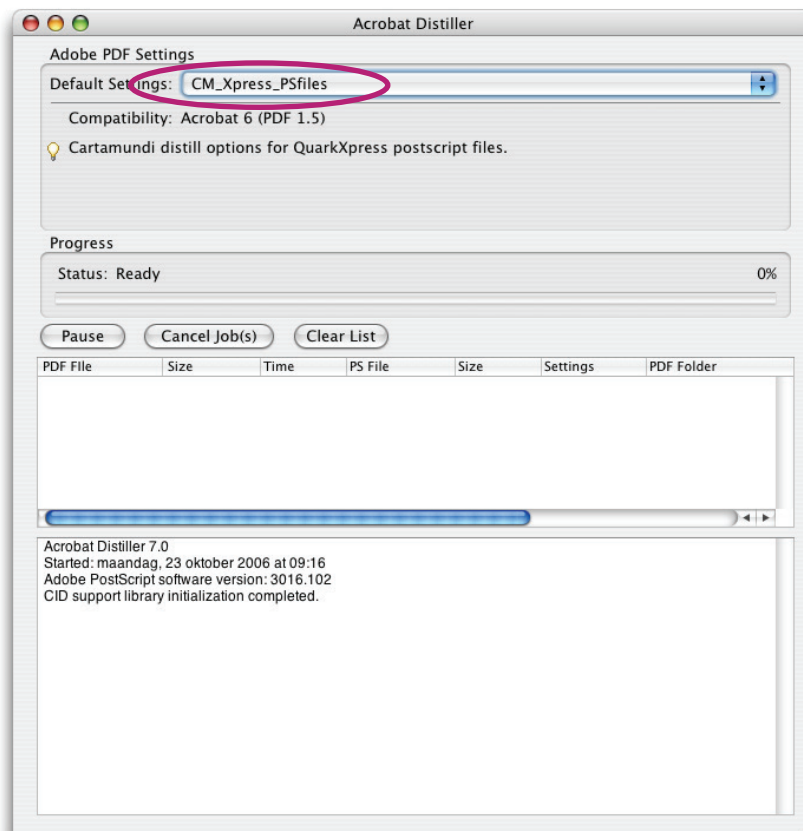 Acrobat Distiller
Adobe PDF Settings
Default Settings: CM_Xpress_PSfiles
Compatibility: Acrobat 6 (PDF 1.5)
Cartamundi distill options for QuarkXpress postscript files.
Progress
Status: Ready 0%
Pause Cancel Job(s) Clear List
PDF FIle Size Time PS File Size Settings PDF Folder
Acrobat Distiller 7.0
Started: maandag, 23 oktober 2006 at 09:16
Adobe PostScript software version: 3016.102
CID support library initialization completed.